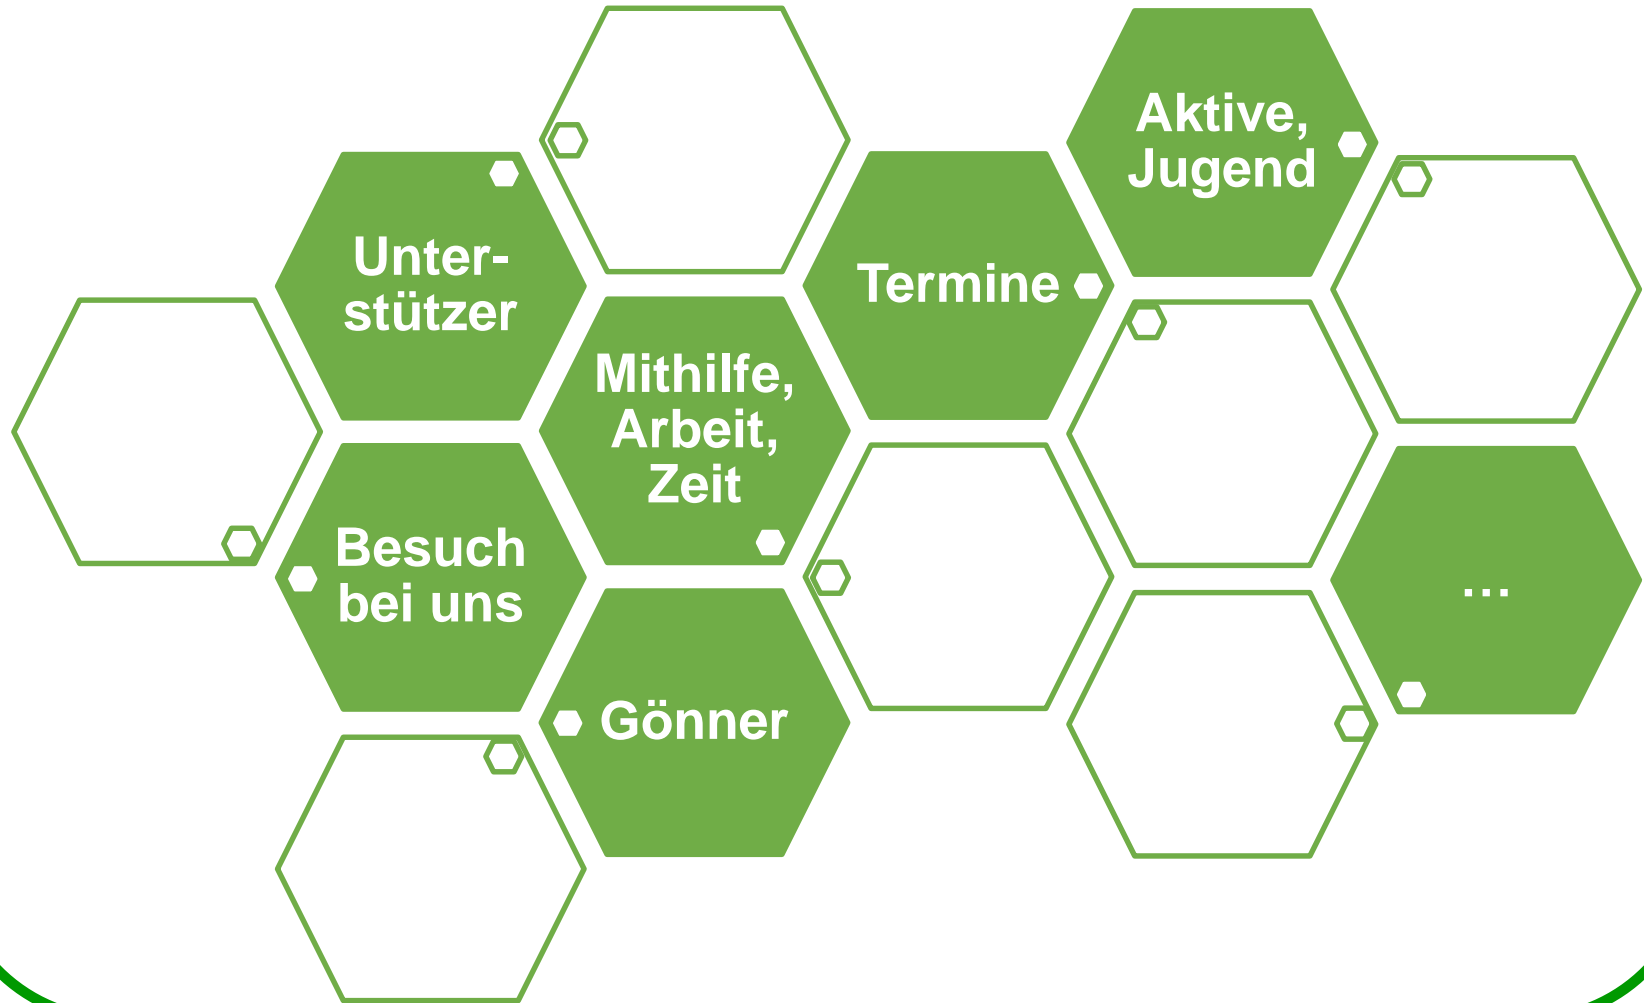 Aktive,
Jugend
Unter-
stützer
Termine
Mithilfe,
Arbeit,
Zeit
Besuch
bei uns
...
Gönner